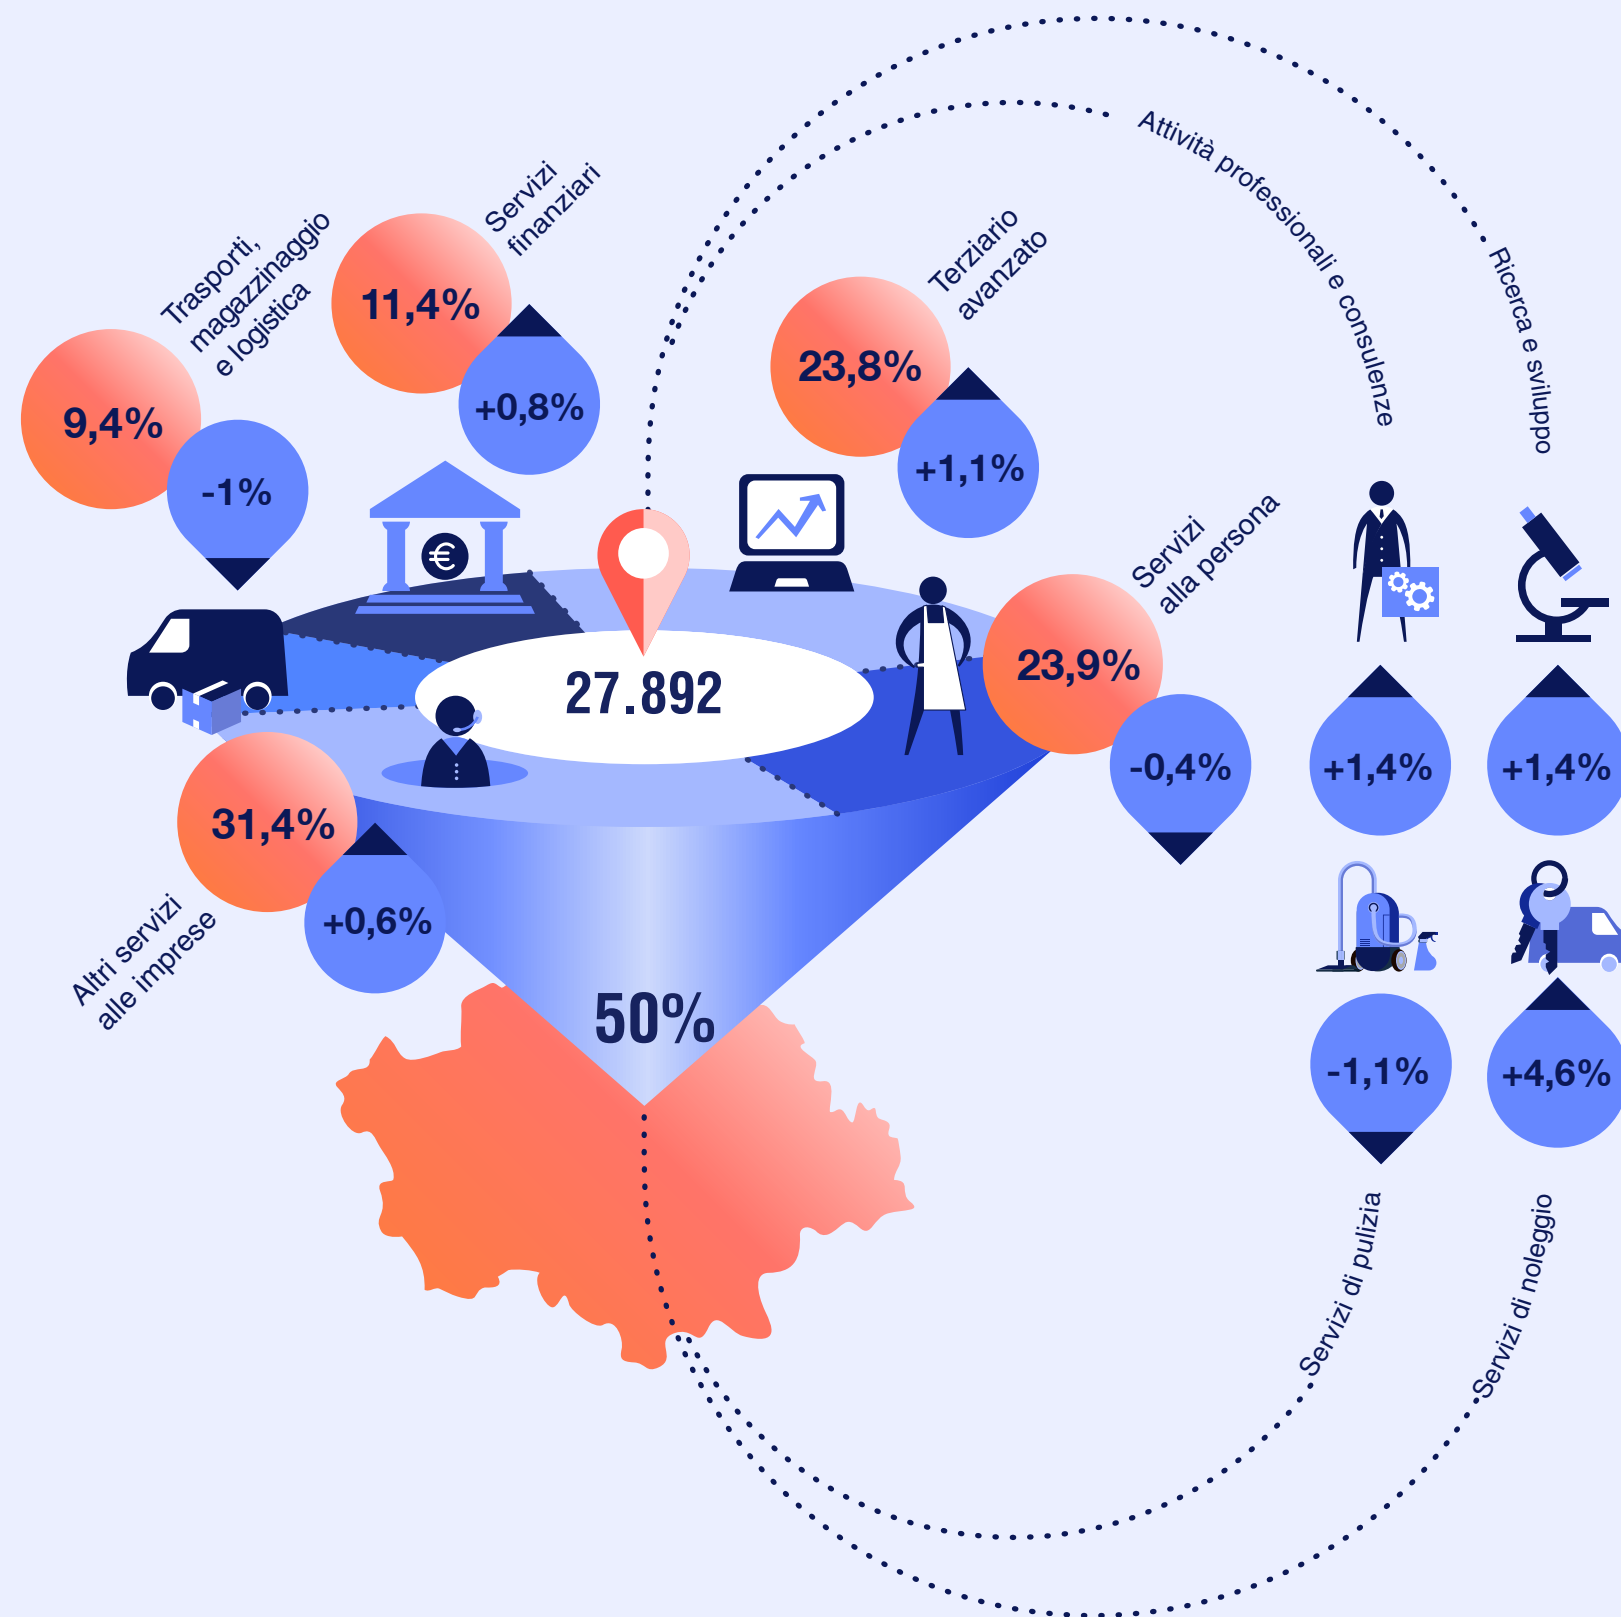 Trasporti,
magazzinaggio
e logistica
9,4%
-1%
Servizi
finanziari
11,4%
+0,8%
€
Terziario
avanzato
23,8%
+1,1%
Servizi
alla persona
23,9%
-0,4%
27.892
Altri servizi
alle imprese
31,4%
+0,6%
50%
Attività professionali e consulenze
+1,4%
Ricerca e sviluppo
+1,4%
-1,1%
Servizi di pulizia
+4,6%
Servizi di noleggio